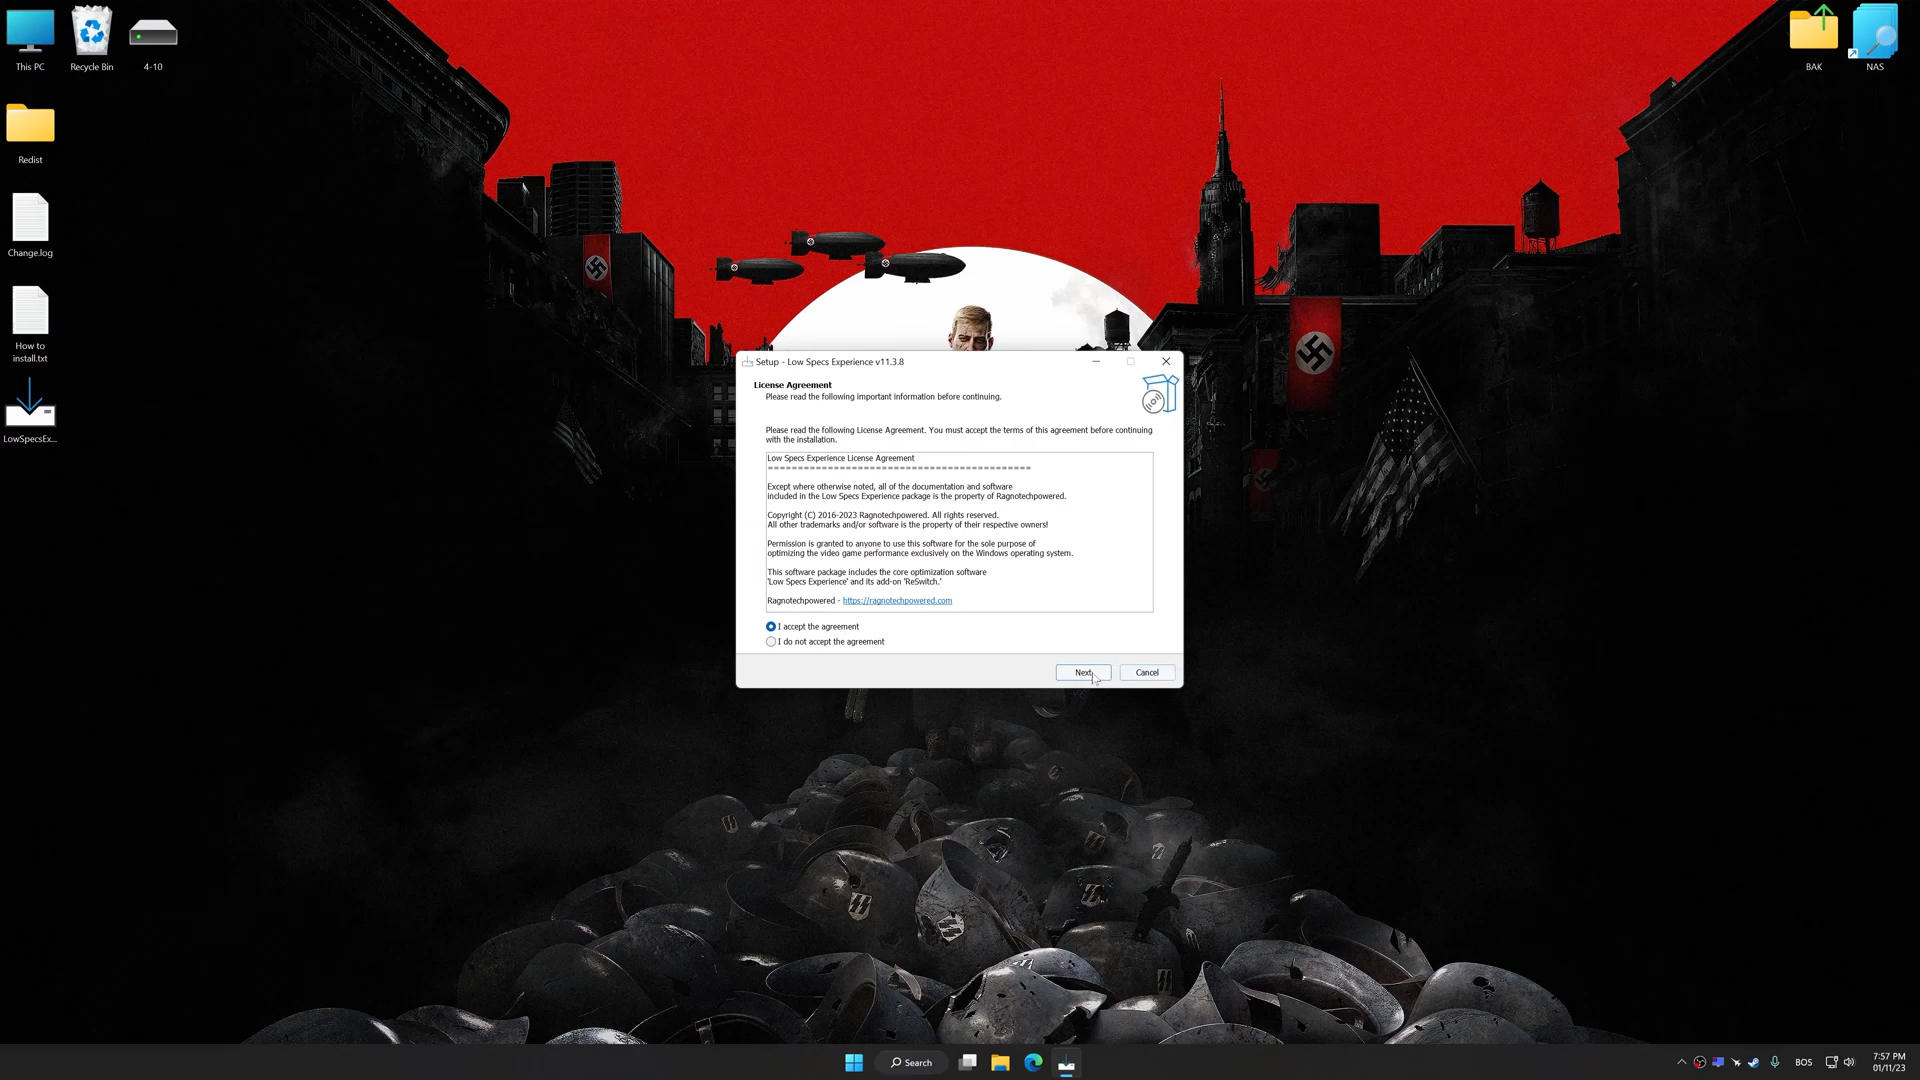 This PC
Recycle Bin
4-10
BAK
NAS
Redist
Change.log
How to
install.txt
LowSpecsEx...
Setup - Low Specs Experience v11.3.8
License Agreement
Please read the following important information before continuing.
Please read the following License Agreement. You must accept the terms of this agreement before continuing
with the installation.
Low Specs Experience License Agreement
============================================
Except where otherwise noted, all of the documentation and software
included in the Low Specs Experience package is the property of Ragnotechpowered.
Copyright (C) 2016-2023 Ragnotechpowered. All rights reserved.
All other trademarks and/or software is the property of their respective owners!
Permission is granted to anyone to use this software for the sole purpose of
optimizing the video game performance exclusively on the Windows operating system.
This software package includes the core optimization software
'Low Specs Experience' and its add-on 'ReSwitch.'
Ragnotechpowered - https://ragnotechpowered.com
I accept the agreement
I do not accept the agreement
Next
Cancel
Search
BOS
7:57 PM
01/11/23